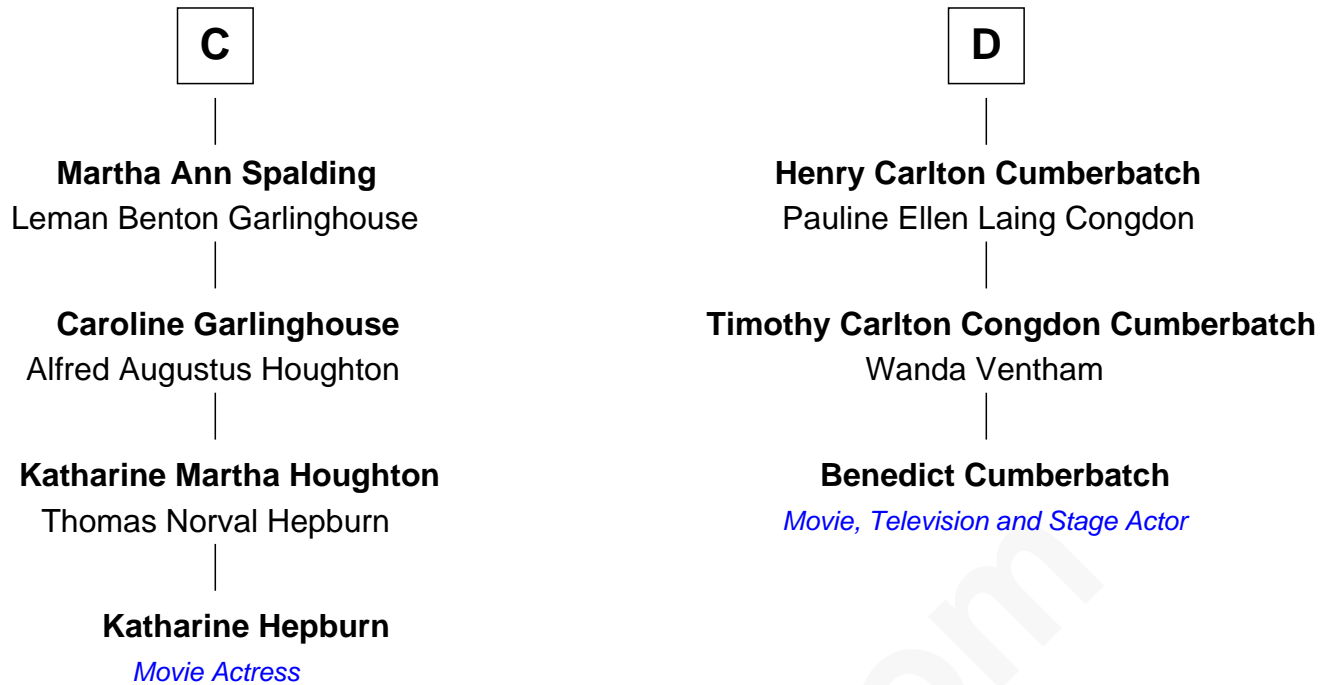 C
Martha Ann Spalding
Leman Benton Garlinghouse
Caroline Garlinghouse
Alfred Augustus Houghton
Katharine Martha Houghton
Thomas Norval Hepburn
Katharine Hepburn
Movie Actress
D
Henry Carlton Cumberbatch
Pauline Ellen Laing Congdon
Timothy Carlton Congdon Cumberbatch
Wanda Ventham
Benedict Cumberbatch
Movie, Television and Stage Actor